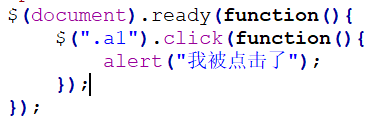 $(document).ready(function(){
    $(".a1").click(function(){
        alert("我被点击了");
    });
});